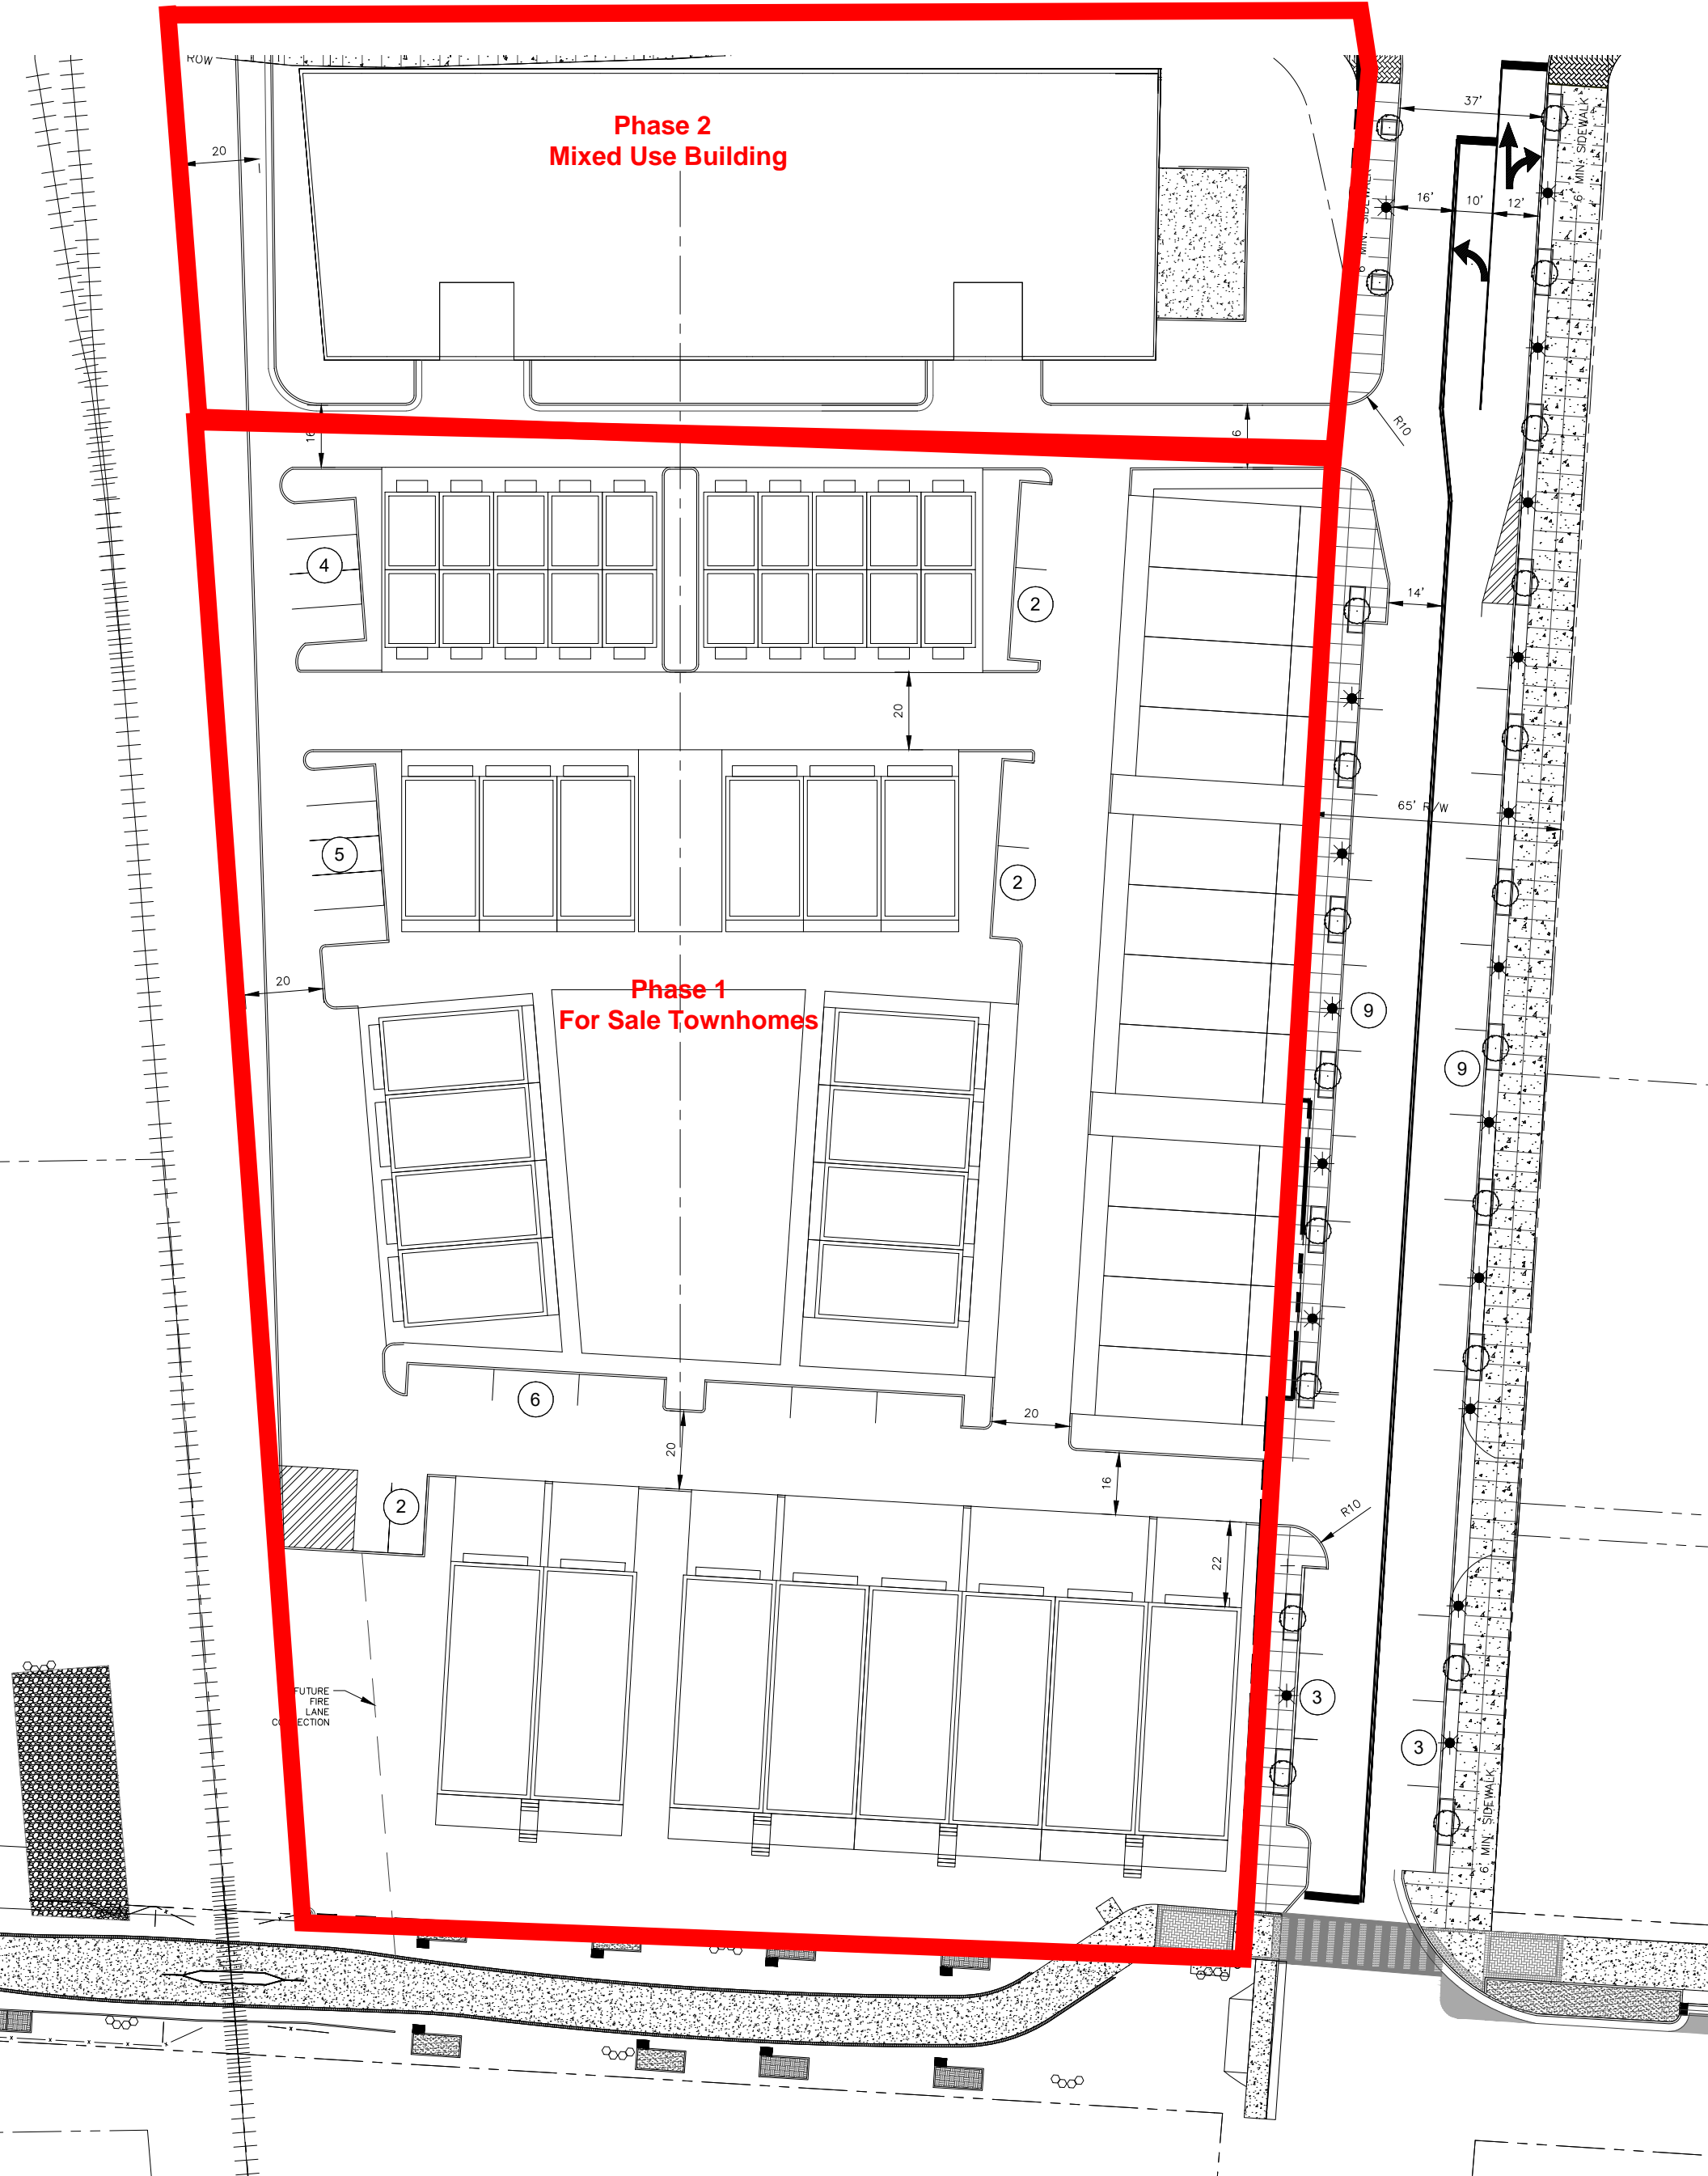 ROW
Phase 2
Mixed Use Building
20
37'
6' MIN. SIDEWALK
16'
10'
12'
MIN. SIDEWALK
R10
16
6
4
2
14'
20
65' R/W
5
2
20
Phase 1
For Sale Townhomes
9
9
6
20
20
16
2
R10
22
FUTURE
FIRE
LANE
3
3
6' MIN. SIDEWALK